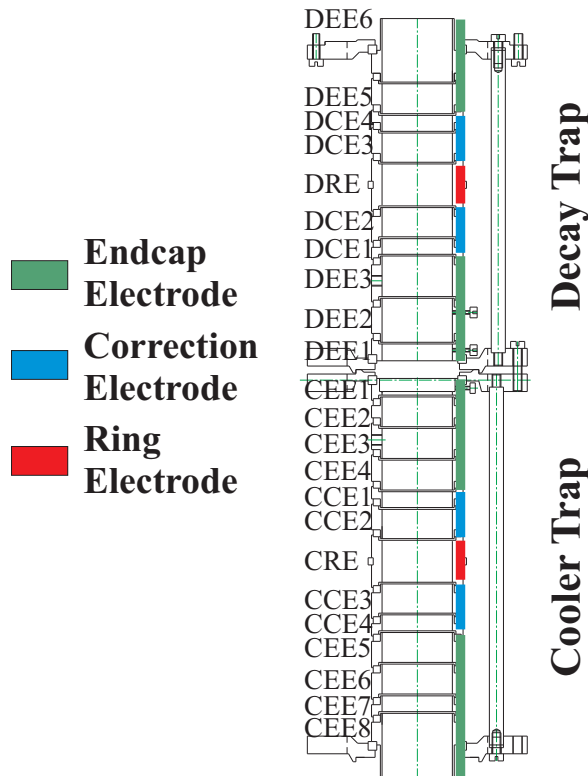 DEE6
DEE5
DCE4
DCE3
DRE
DCE2
DCE1
DEE3
DEE2
DEE1
CEE1
CEE2
CEE3
CEE4
CCE1
CCE2
CRE
CCE3
CCE4
CEE5
CEE6
CEE7
CEE8
Endcap
Electrode
Correction
Electrode
Ring
Electrode
Decay Trap
Cooler Trap